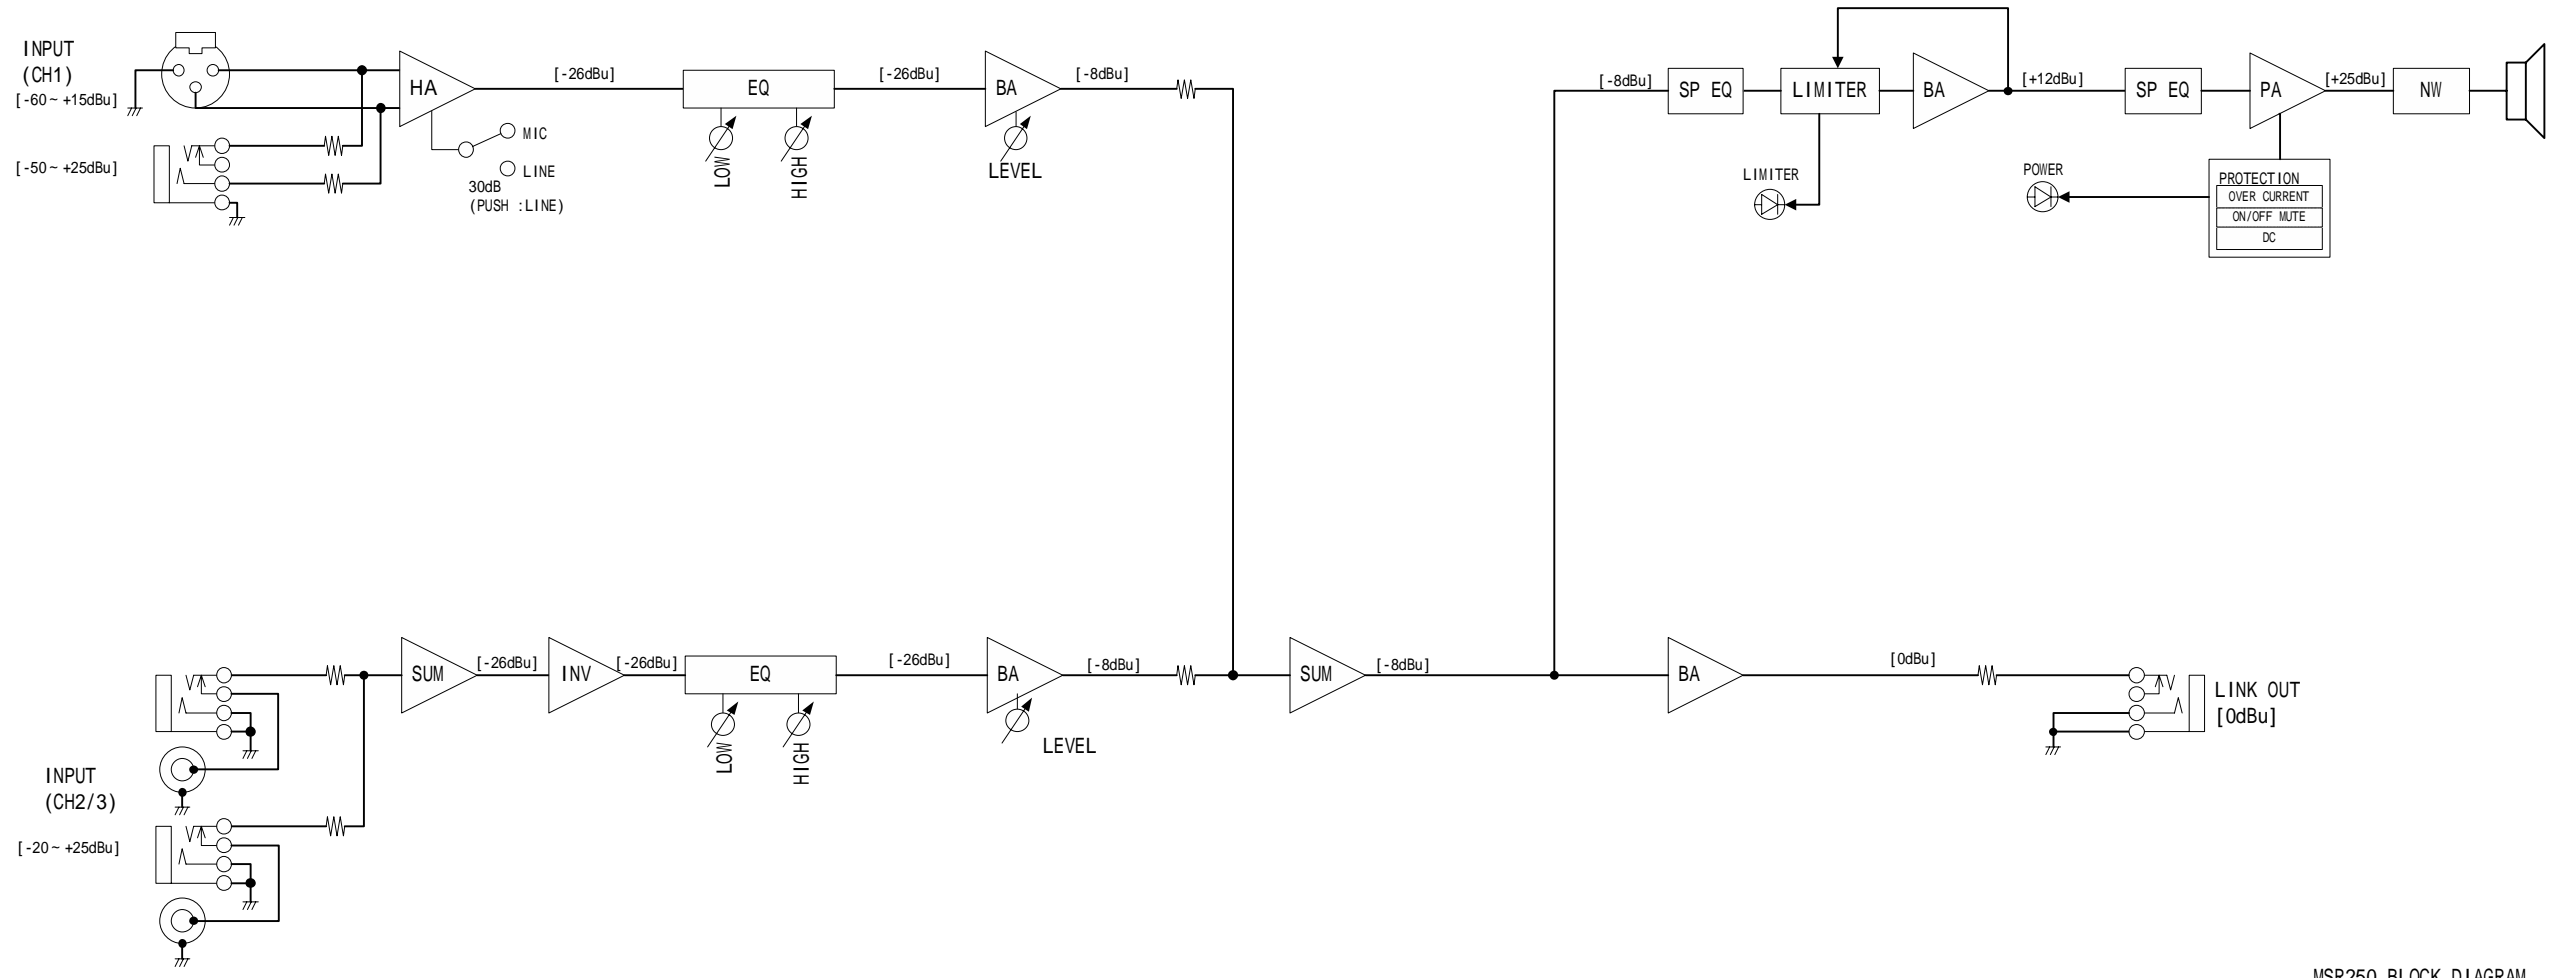 INPUT
(CH1)
[-60~ +15dBu]
[-50~ +25dBu]
HA
MIC
LINE
30dB
(PUSH :LINE)
[-26dBu]
EQ
LOW
HIGH
[-26dBu]
BA
LEVEL
[-8dBu]
[-8dBu]
SP EQ
LIMITER
BA
[+12dBu]
SP EQ
PA
[+25dBu]
NW
LIMITER
POWER
PROTECTION
OVER CURRENT
ON/OFF MUTE
DC
INPUT
(CH2/3)
[-20~ +25dBu]
SUM
[-26dBu]
INV
[-26dBu]
EQ
LOW
HIGH
[-26dBu]
BA
LEVEL
[-8dBu]
SUM
[-8dBu]
BA
[0dBu]
LINK OUT
[0dBu]
MSR250 BLOCK DIAGRAM